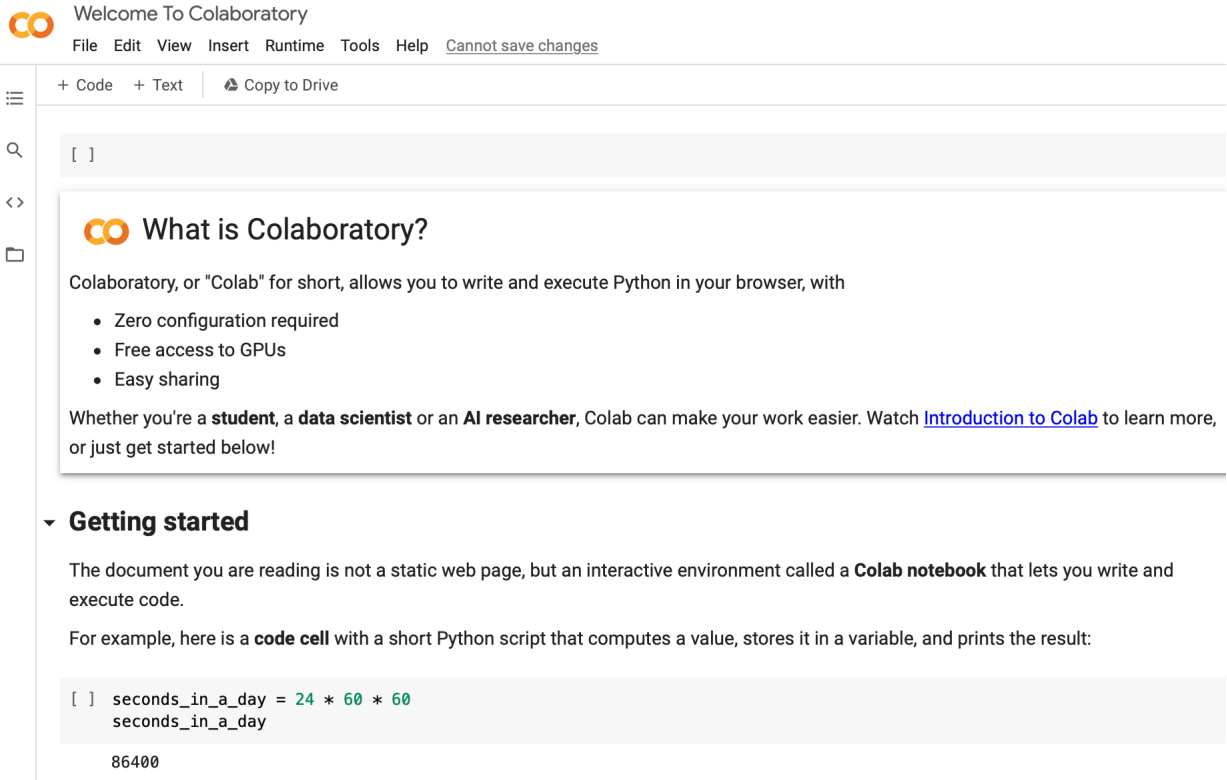 Welcome To Colaboratory
File Edit View Insert Runtime Tools Help Cannot save changes
+ Code + Text Copy to Drive
[ ]
What is Colaboratory?
Colaboratory, or "Colab" for short, allows you to write and execute Python in your browser, with
• Zero configuration required
• Free access to GPUs
• Easy sharing
Whether you're a student, a data scientist or an AI researcher, Colab can make your work easier. Watch Introduction to Colab to learn more,
or just get started below!
Getting started
The document you are reading is not a static web page, but an interactive environment called a Colab notebook that lets you write and
execute code.
For example, here is a code cell with a short Python script that computes a value, stores it in a variable, and prints the result:
[ ] seconds_in_a_day = 24 * 60 * 60
seconds_in_a_day
86400